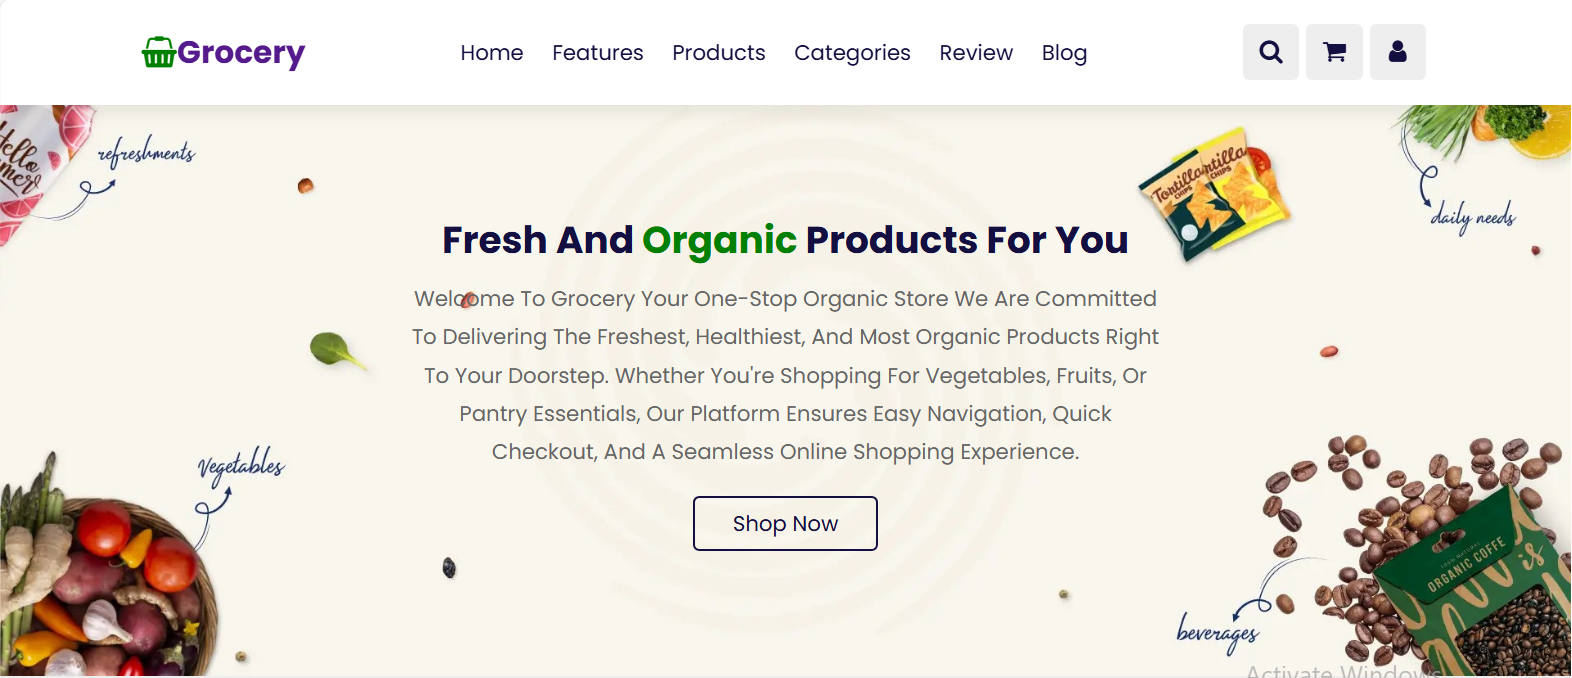 Grocery
Home Features Products Categories Review Blog
refreshments
Tortilla
CHIPS
Tortilla
CHIPS
daily needs
Fresh And Organic Products For You
Welcome To Grocery Your One-Stop Organic Store We Are Committed
To Delivering The Freshest, Healthiest, And Most Organic Products Right
To Your Doorstep. Whether You're Shopping For Vegetables, Fruits, Or
Pantry Essentials, Our Platform Ensures Easy Navigation, Quick
Checkout, And A Seamless Online Shopping Experience.
Vegetables
Shop Now
100% NATURAL
ORGANIC COFFE
is
beverages
Activate Windows